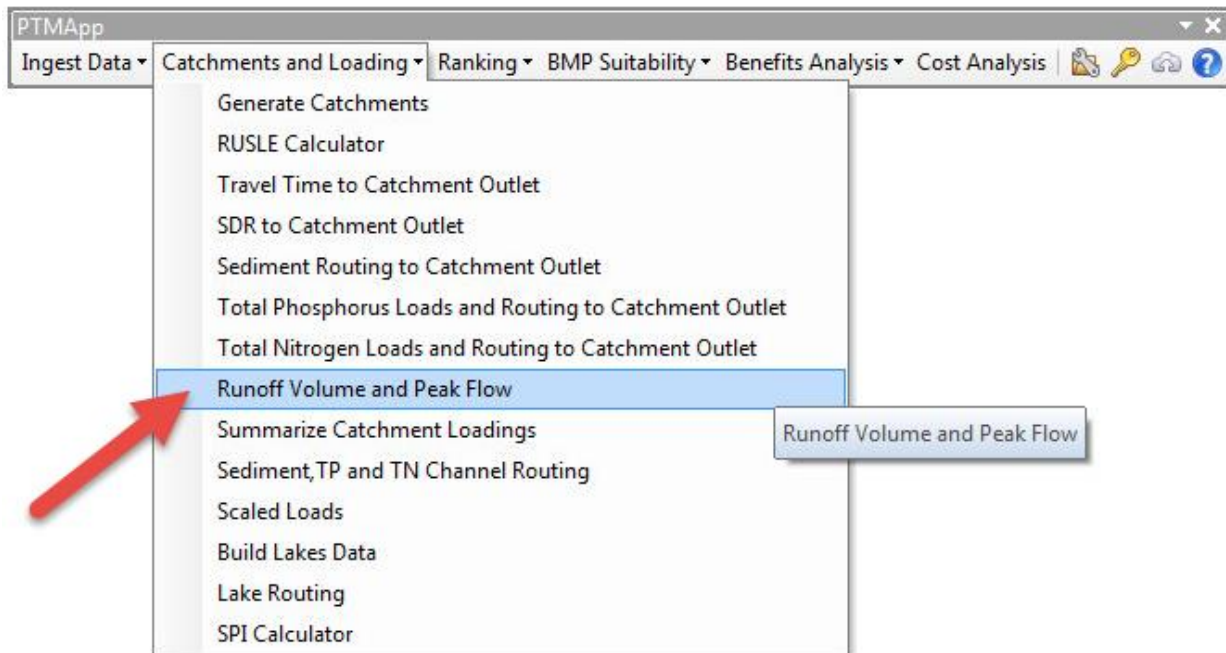 PTMApp
Ingest Data Catchments and Loading Ranking BMP Suitability Benefits Analysis Cost Analysis
Generate Catchments
RUSLE Calculator
Travel Time to Catchment Outlet
SDR to Catchment Outlet
Sediment Routing to Catchment Outlet
Total Phosphorus Loads and Routing to Catchment Outlet
Total Nitrogen Loads and Routing to Catchment Outlet
Runoff Volume and Peak Flow
Summarize Catchment Loadings
Runoff Volume and Peak Flow
Sediment,TP and TN Channel Routing
Scaled Loads
Build Lakes Data
Lake Routing
SPI Calculator